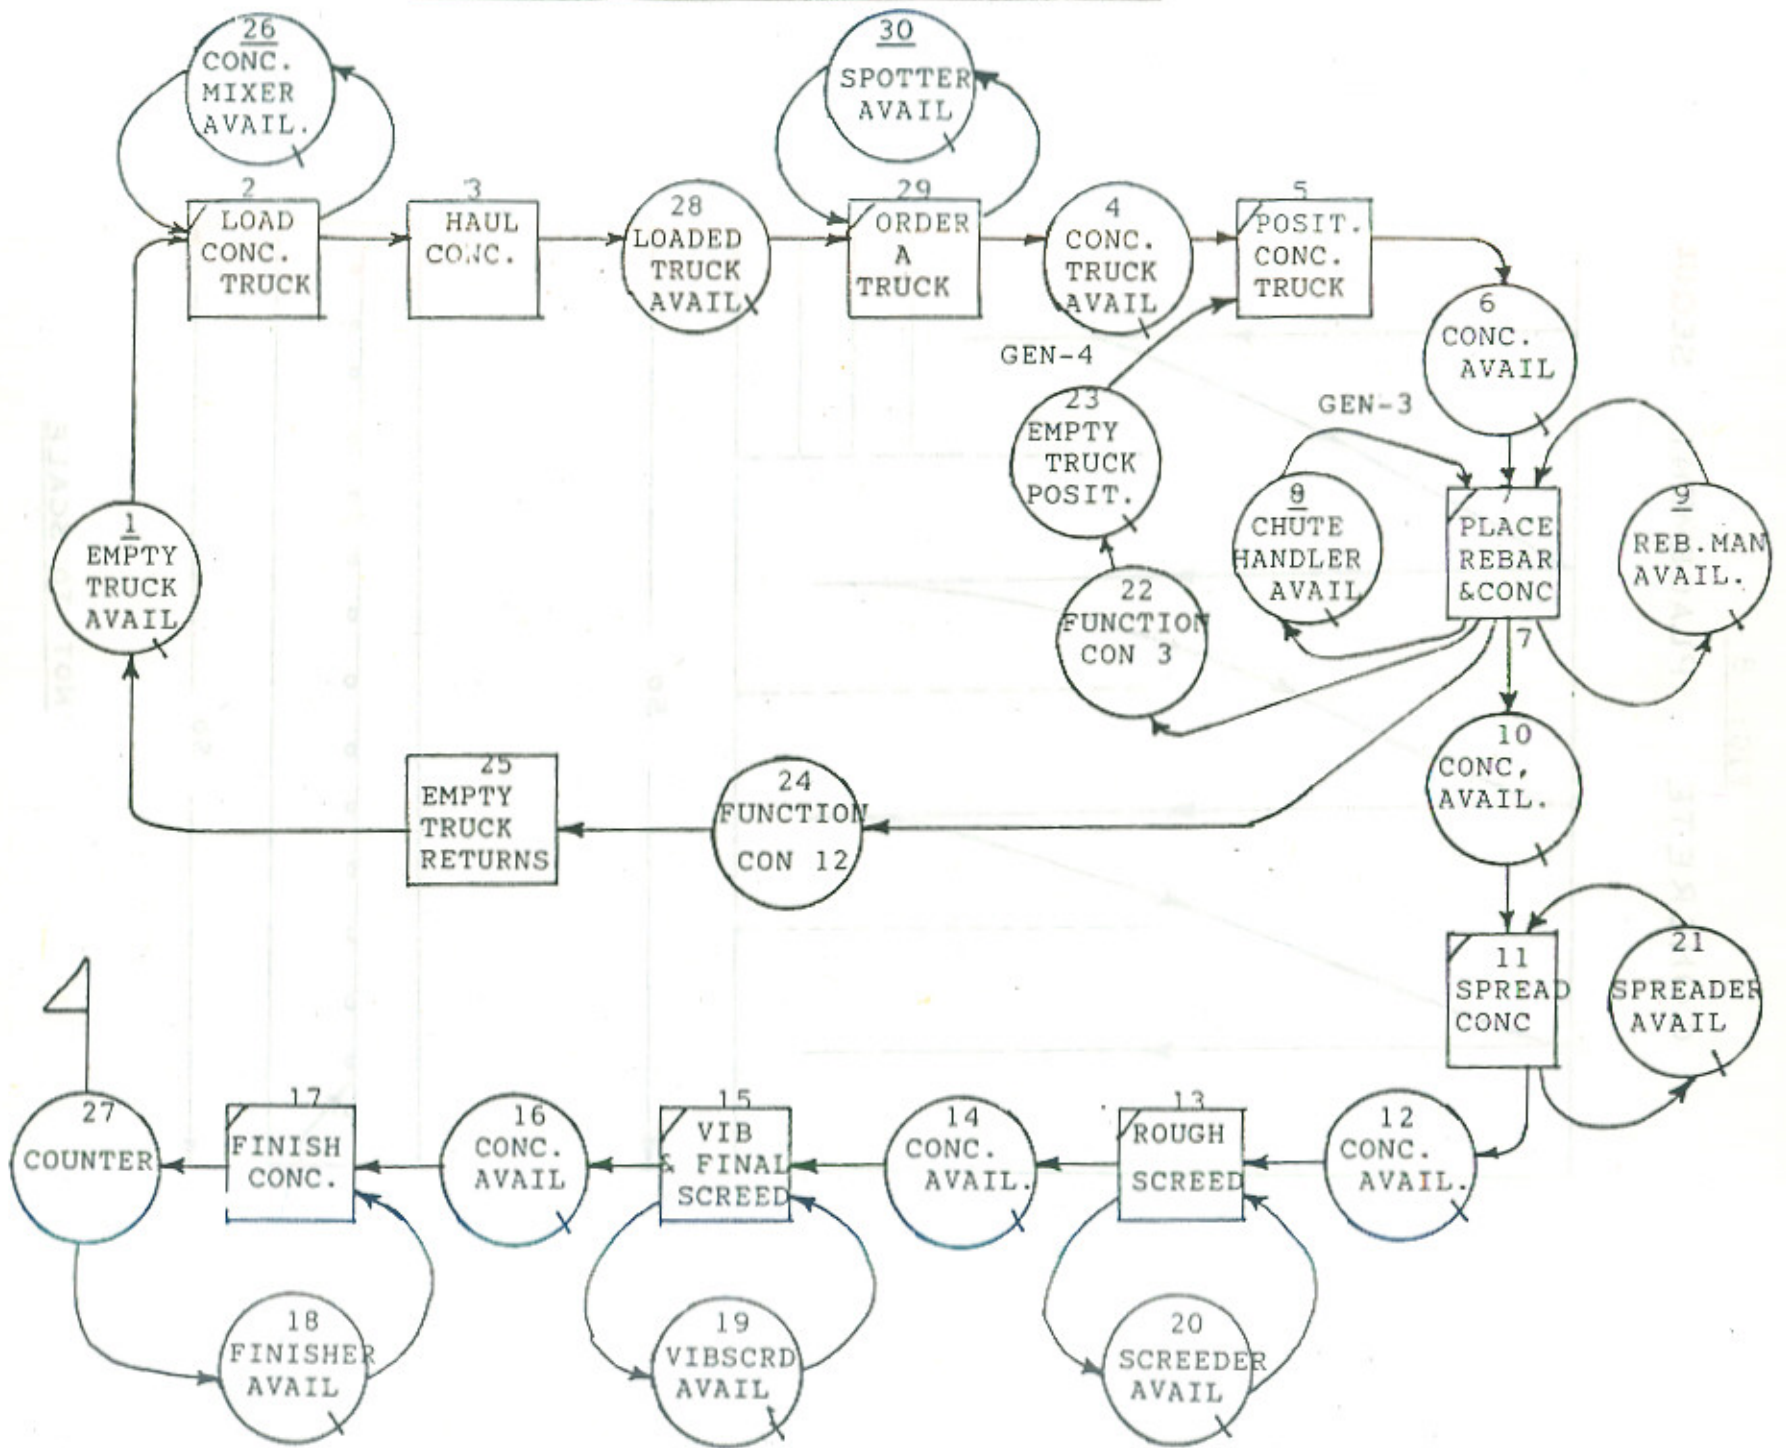 26
CONC.
MIXER
AVAIL.
30
SPOTTER
AVAIL
2
LOAD
CONC.
TRUCK
3
HAUL
CONC.
28
LOADED
TRUCK
AVAIL
29
ORDER
A
TRUCK
4
CONC.
TRUCK
AVAIL
5
POSIT.
CONC.
TRUCK
6
CONC.
AVAIL
GEN-4
GEN-3
23
EMPTY
TRUCK
POSIT.
8
CHUTE
HANDLER
AVAIL
7
PLACE
REBAR
&CONC
9
REB.MAN
AVAIL.
1
EMPTY
TRUCK
AVAIL
22
FUNCTION
CON 3
7
10
CONC,
AVAIL.
25
EMPTY
TRUCK
RETURNS
24
FUNCTION
CON 12
11
SPREAD
CONC
21
SPREADER
AVAIL
27
COUNTER
17
FINISH
CONC.
16
CONC.
AVAIL
15
VIB
& FINAL
SCREED
14
CONC.
AVAIL.
13
ROUGH
SCREED
12
CONC.
AVAIL.
18
FINISHER
AVAIL
19
VIBSCRD
AVAIL
20
SCREEDER
AVAIL